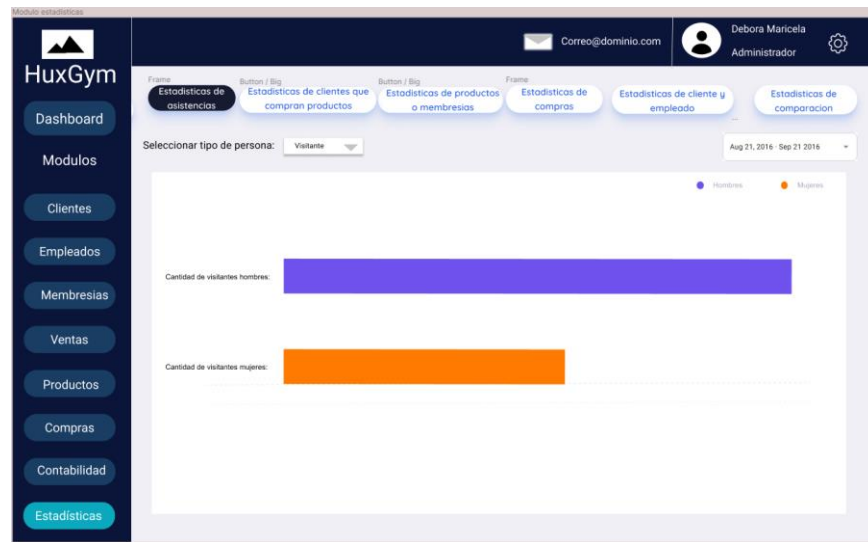 Modulo estadisticas
HuxGym
Correo@dominio.com
Debora Maricela
Administrador
Dashboard
Modulos
Clientes
Empleados
Membresias
Ventas
Productos
Compras
Contabilidad
Estadísticas
Frame
Button / Big
Button / Big
Frame
Estadisticas de
asistencias
Estadisticas de clientes que
compran productos
Estadisticas de productos
o membresias
Estadisticas de
compras
Estadisticas de cliente y
empleado
...
Estadisticas de
comparacion
Seleccionar tipo de persona:
Visitante
Aug 21, 2016 - Sep 21 2016
Hombres
Mujeres
Cantidad de visitantes hombres:
Cantidad de visitantes mujeres: